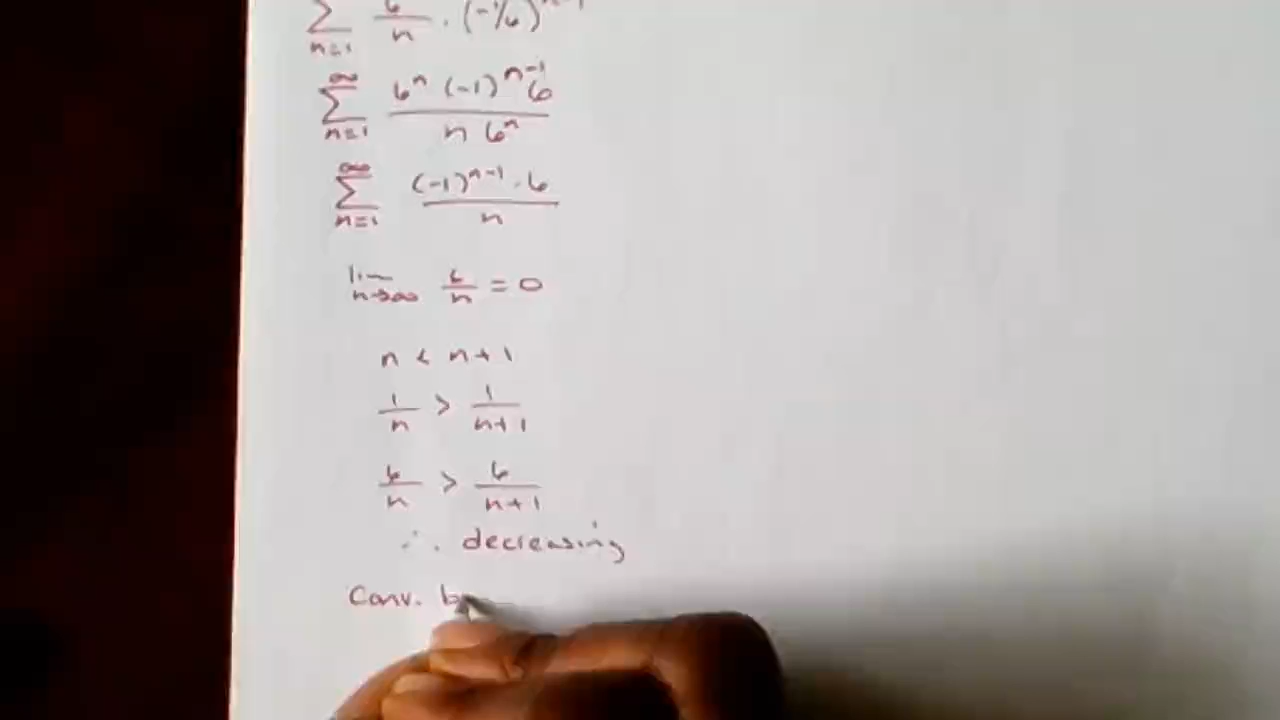 ∑ n=1 6/n · (-1/6)^n-1
∞ ∑ n=1 6^n (-1)^n-1 6 / n 6^n
∞ ∑ n=1 (-1)^n-1 · 6 / n
lim n→∞ 6/n = 0
n < n+1
1/n > 1/n+1
6/n > 6/n+1
∴ decreasing
Conv. b